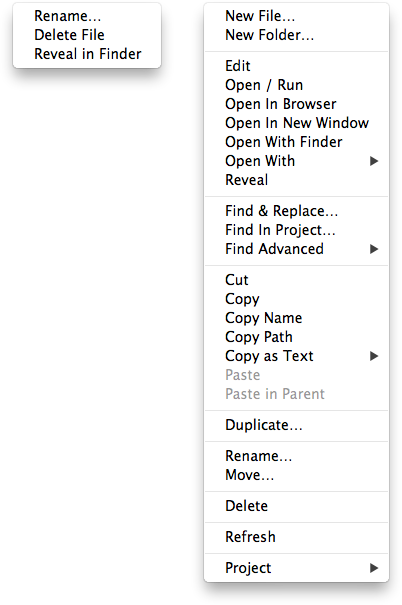 Rename...
Delete File
Reveal in Finder
New File...
New Folder...
Edit
Open / Run
Open In Browser
Open In New Window
Open With Finder
Open With
Reveal
Find & Replace...
Find In Project...
Find Advanced
Cut
Copy
Copy Name
Copy Path
Copy as Text
Paste
Paste in Parent
Duplicate...
Rename...
Move...
Delete
Refresh
Project